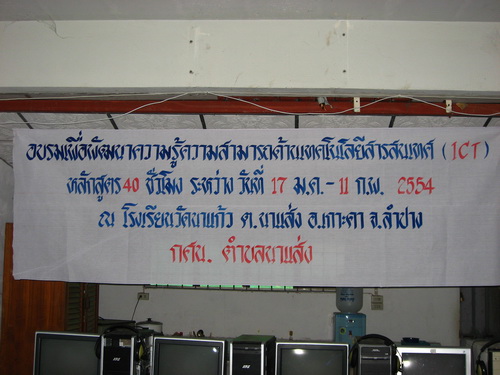 อบรมเพื่อพัฒนาความรู้ความสามารถด้านเทคโนโลยีสารสนเทศ (ICT)
หลักสูตร 40 ชั่วโมง ระหว่าง วันที่ 17 ม.ค.- 11 ก.พ. 2554
ณ โรงเรียนวัดนาแก้ว ต.นาแส่ง อ.เกาะคา จ.ลำปาง
กศน. ตำบลนาแส่ง